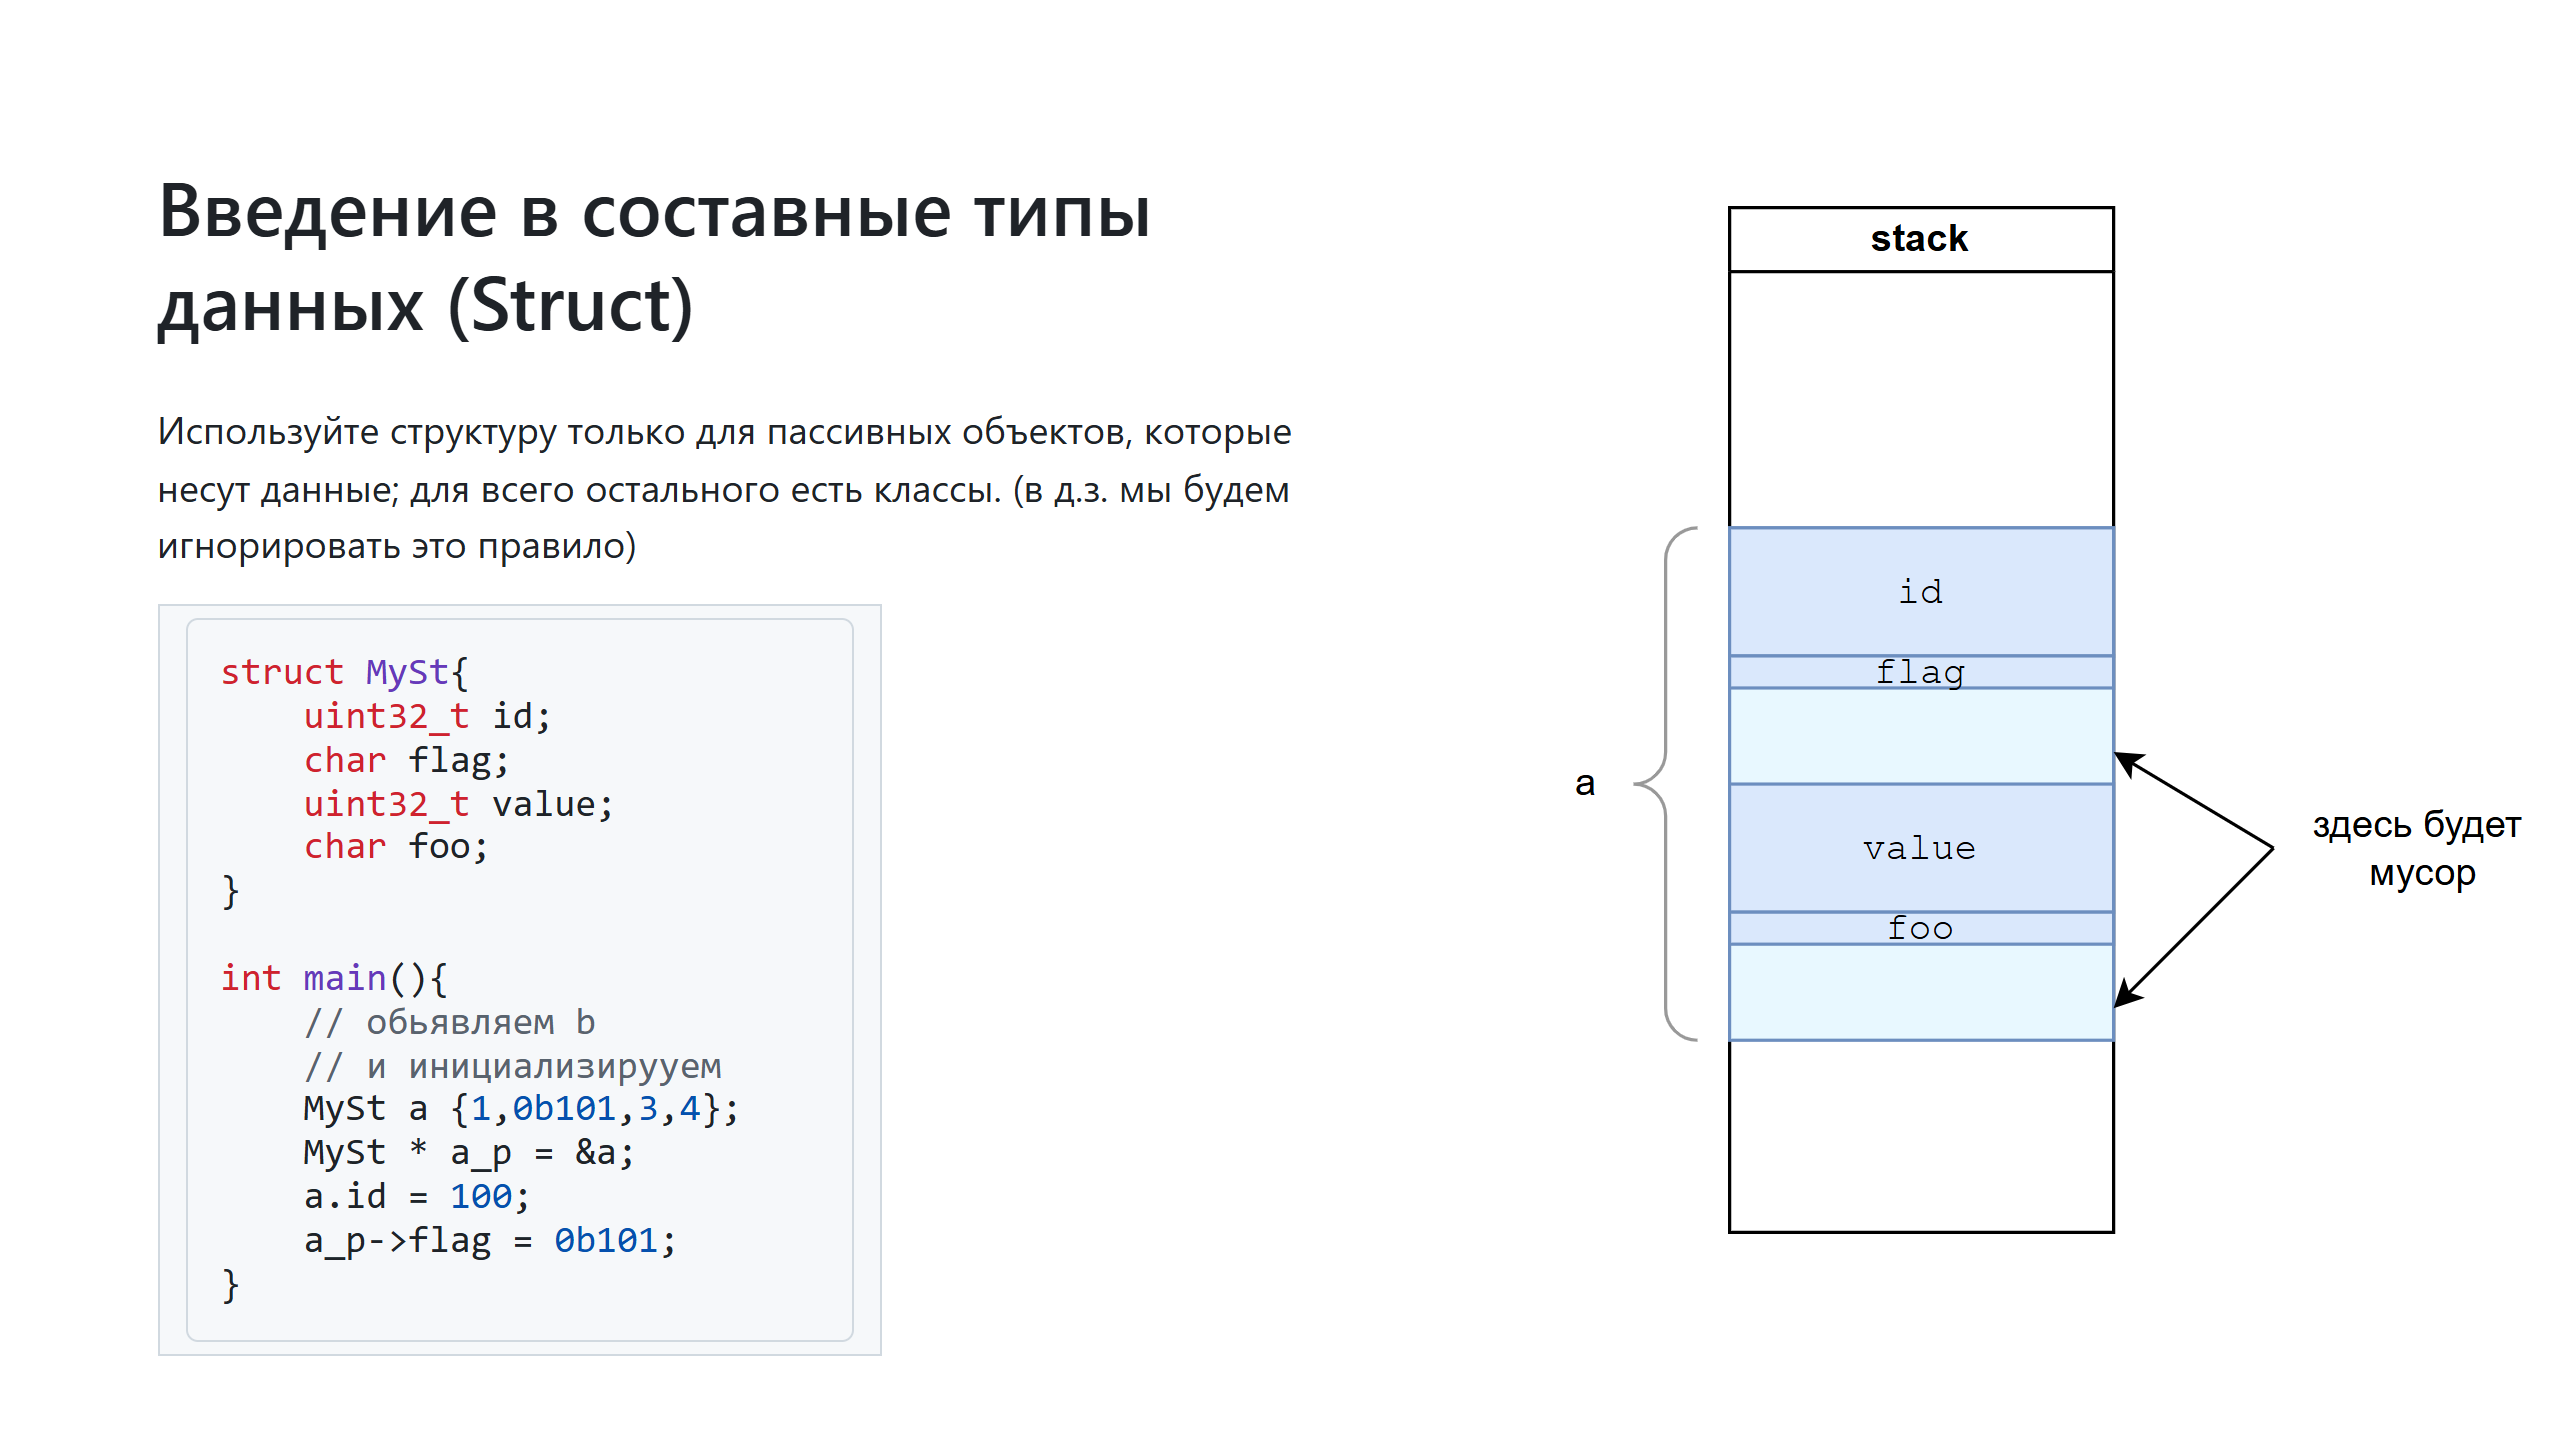 Введение в составные типы
данных (Struct)
Используйте структуру только для пассивных объектов, которые
несут данные; для всего остального есть классы. (в д.з. мы будем
игнорировать это правило)
struct MySt{
    uint32_t id;
    char flag;
    uint32_t value;
    char foo;
}
int main(){
    // обьявляем b
    // и инициализирууем
    MySt a {1,0b101,3,4};
    MySt * a_p = &a;
    a.id = 100;
    a_p->flag = 0b101;
}
stack
id
flag
value
foo
a
здесь будет
мусор